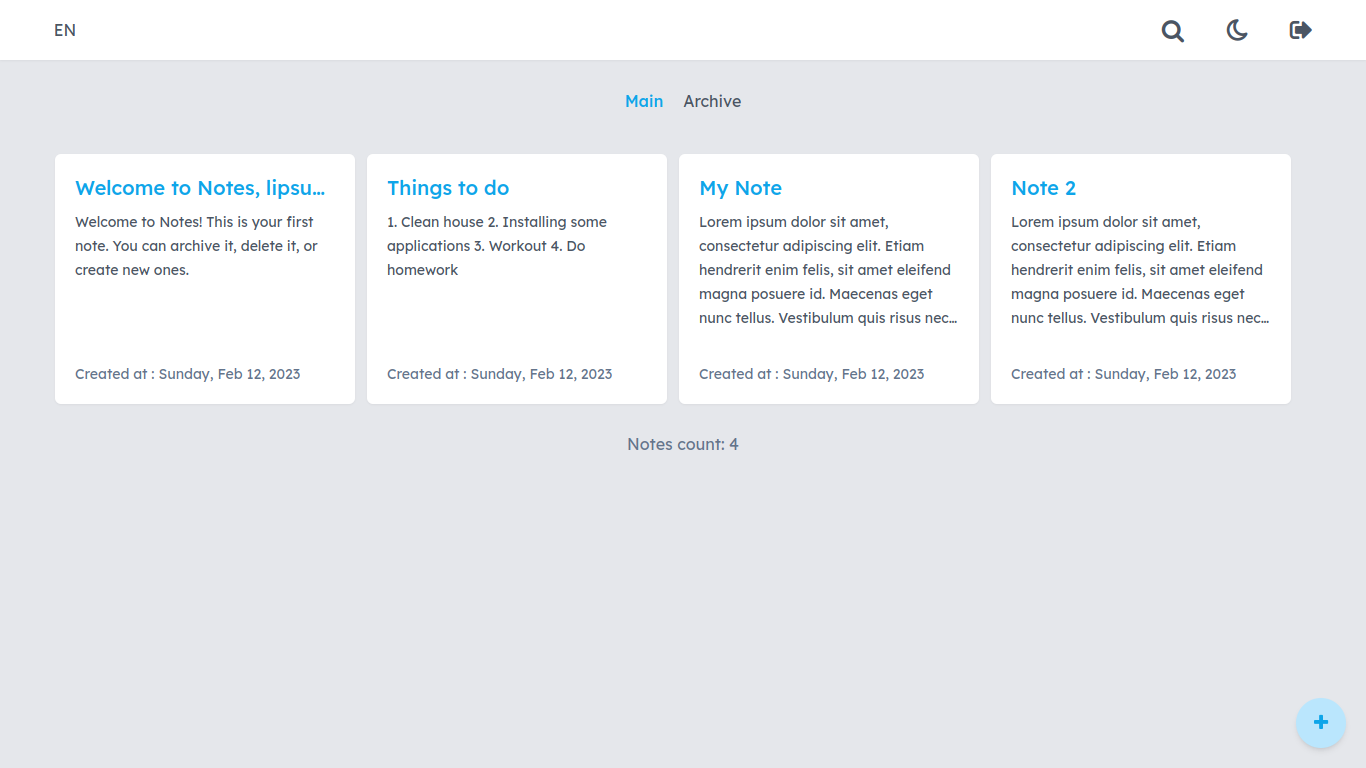 EN
Main Archive
Welcome to Notes, lipsu...
Welcome to Notes! This is your first
note. You can archive it, delete it, or
create new ones.
Created at : Sunday, Feb 12, 2023
Things to do
1. Clean house 2. Installing some
applications 3. Workout 4. Do
homework
Created at : Sunday, Feb 12, 2023
My Note
Lorem ipsum dolor sit amet,
consectetur adipiscing elit. Etiam
hendrerit enim felis, sit amet eleifend
magna posuere id. Maecenas eget
nunc tellus. Vestibulum quis risus nec...
Created at : Sunday, Feb 12, 2023
Note 2
Lorem ipsum dolor sit amet,
consectetur adipiscing elit. Etiam
hendrerit enim felis, sit amet eleifend
magna posuere id. Maecenas eget
nunc tellus. Vestibulum quis risus nec...
Created at : Sunday, Feb 12, 2023
Notes count: 4